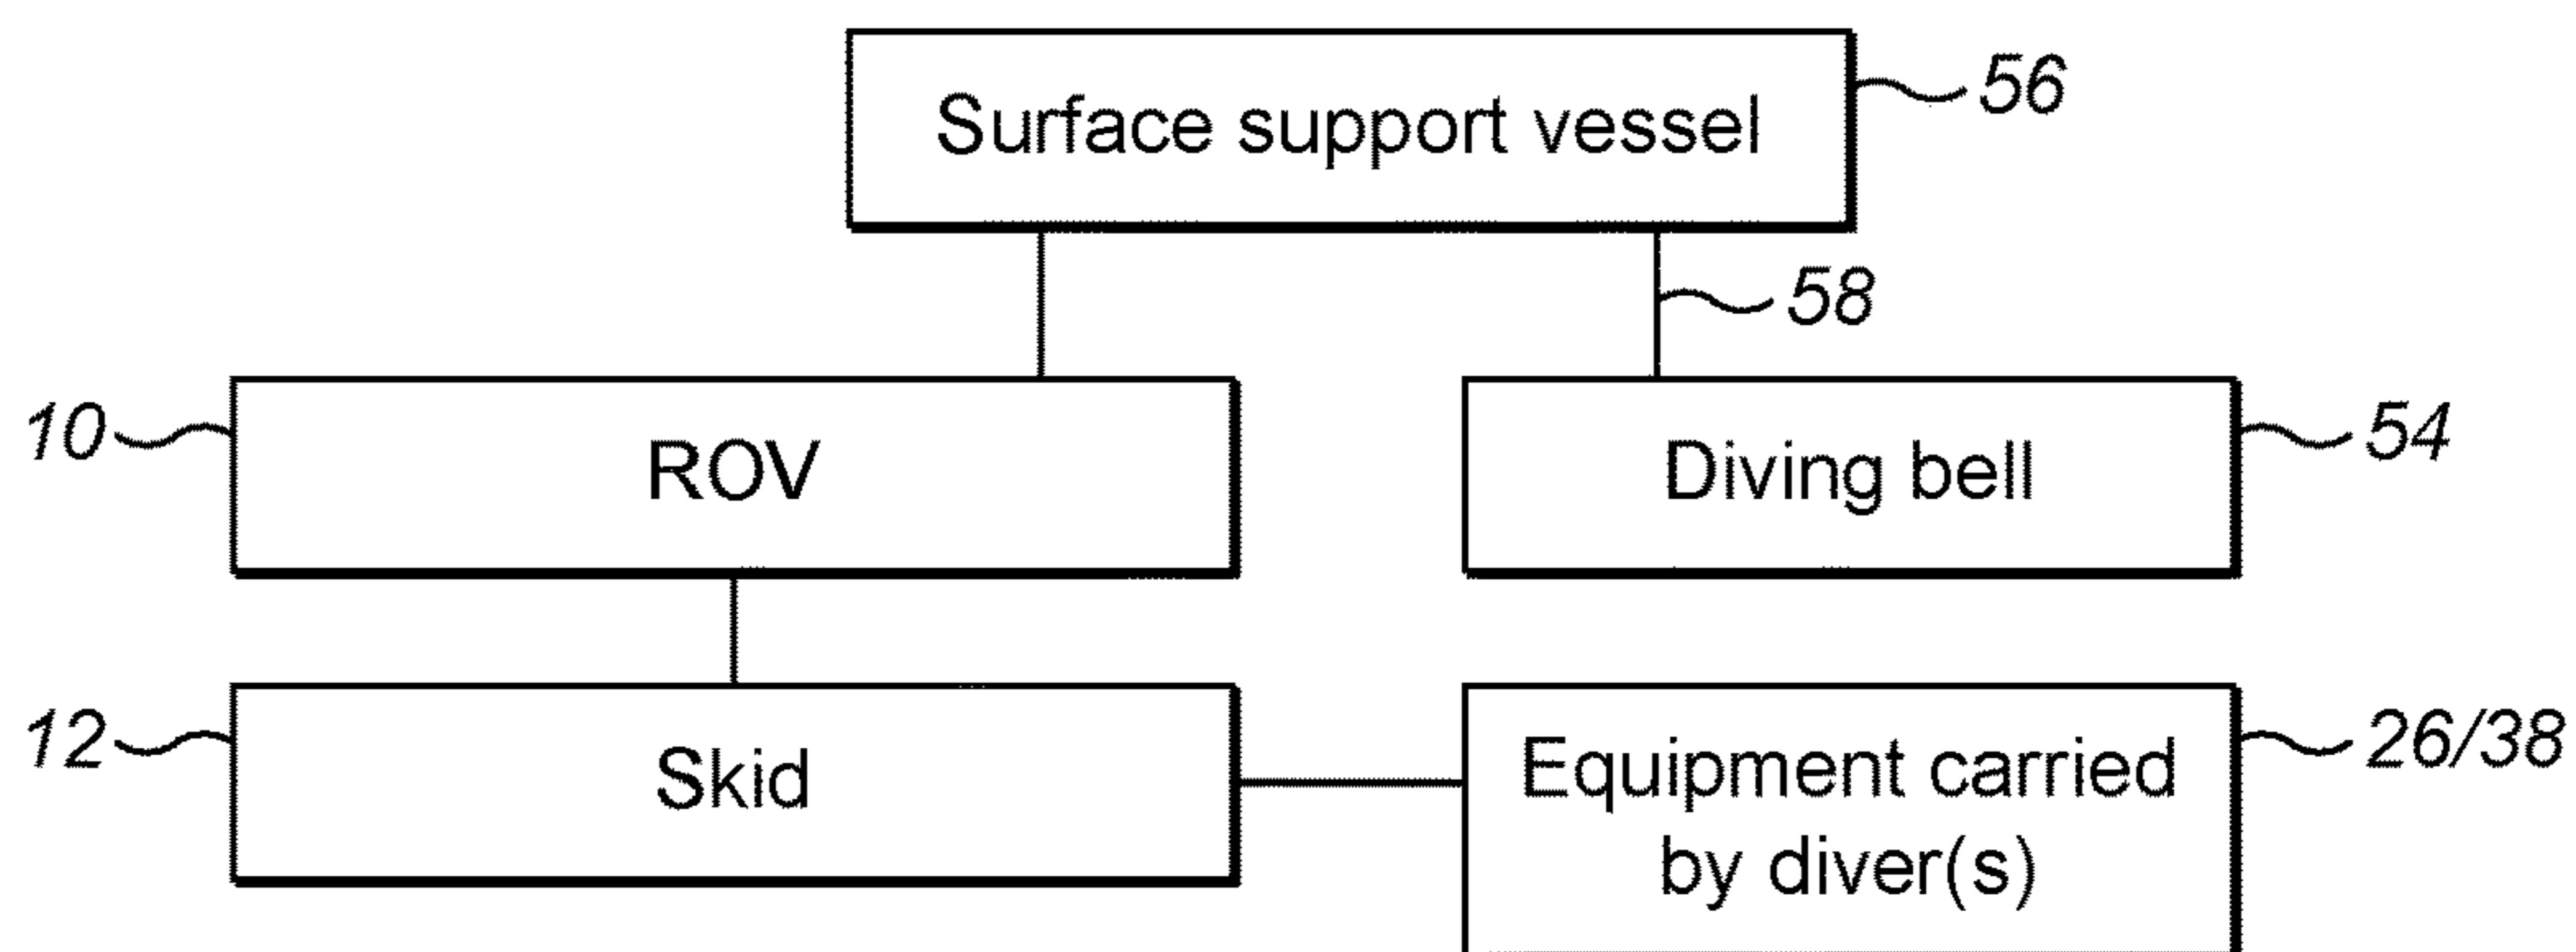 Surface support vessel
56
58
10
ROV
Diving bell
54
12
Skid
Equipment carried
by diver(s)
26/38